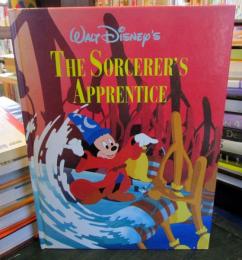 WALT DISNEY'S
THE SORCERER'S
APPRENTICE